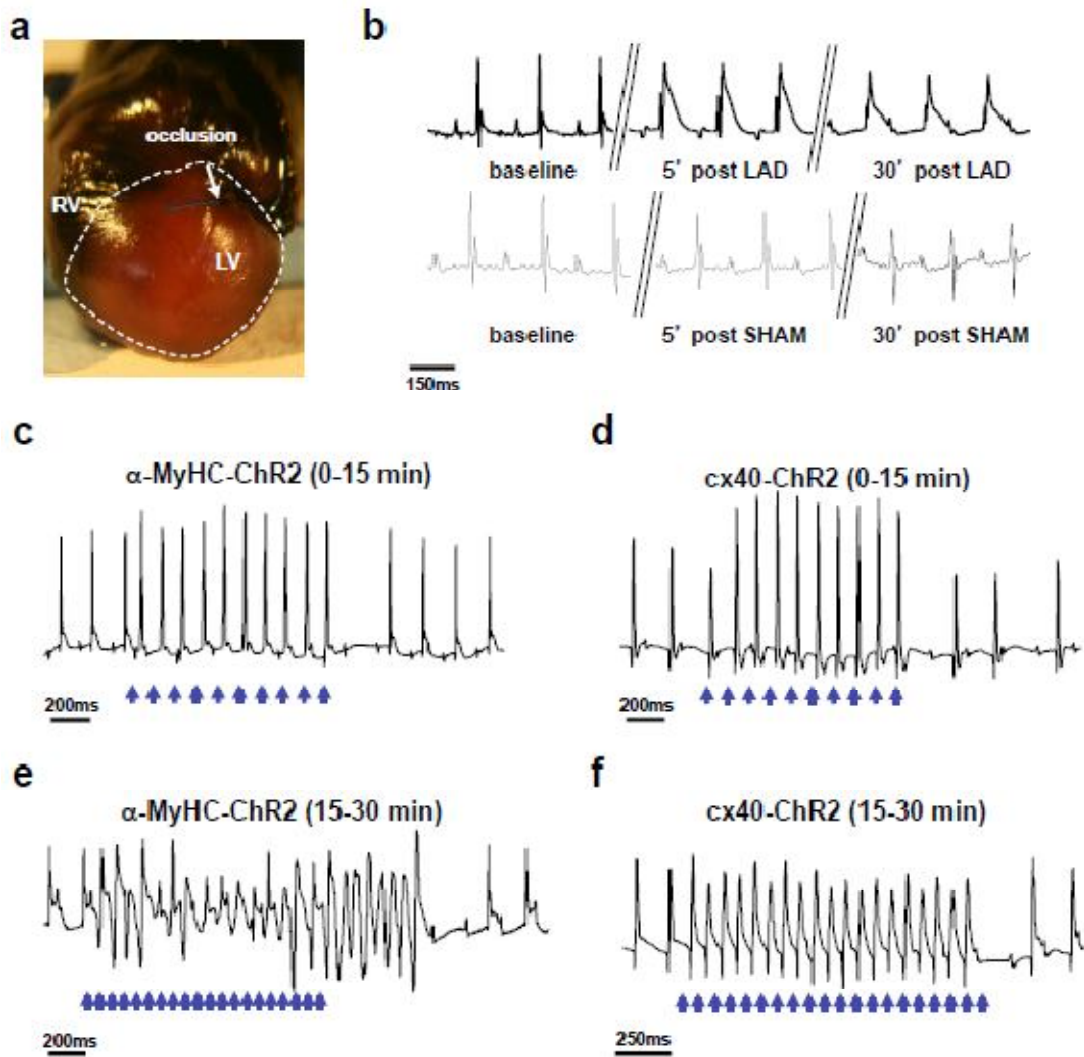 a
occlusion
RV
LV
b
baseline 5' post LAD 30' post LAD
baseline 5' post SHAM 30' post SHAM
150ms
c
α-MyHC-ChR2 (0-15 min)
200ms
d
cx40-ChR2 (0-15 min)
200ms
e
α-MyHC-ChR2 (15-30 min)
200ms
f
cx40-ChR2 (15-30 min)
250ms